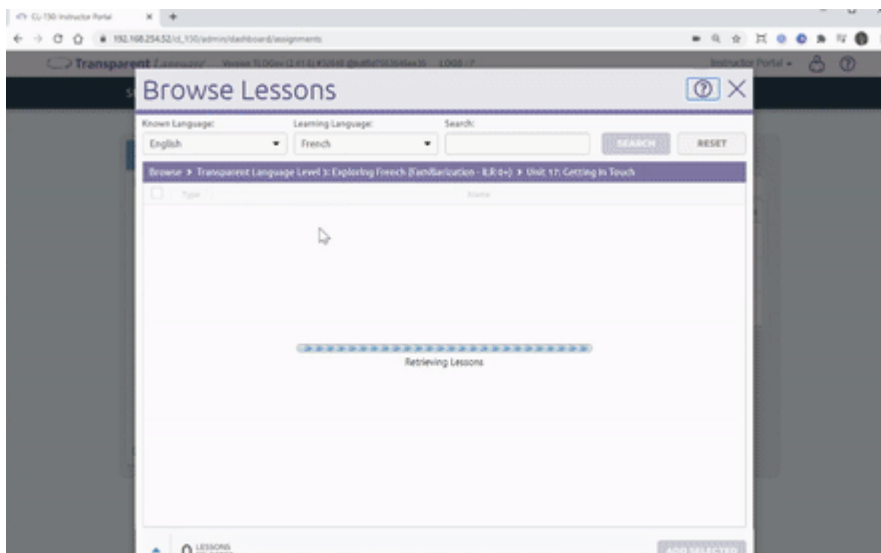 CL-150 Instructor Portal
Transparent Language
Instructor Portal
Browse Lessons
Known Language:
Learning Language:
Search:
English
French
SEARCH
RESET
Browse > Transparent Language Level 3: Exploring French (Familiarization - ILR 0+) > Unit 17: Getting In Touch
Type
Name
Retrieving Lessons
0 LESSONS
ADD SELECTED